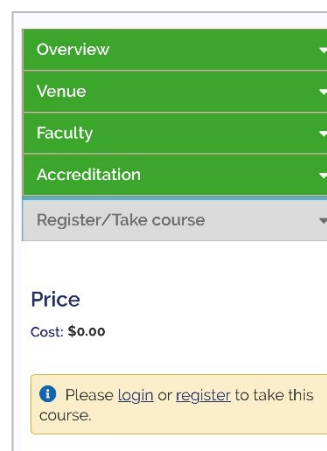 Overview
Venue
Faculty
Accreditation
Register/Take course
Price
Cost: $0.00
Please login or register to take this
course.